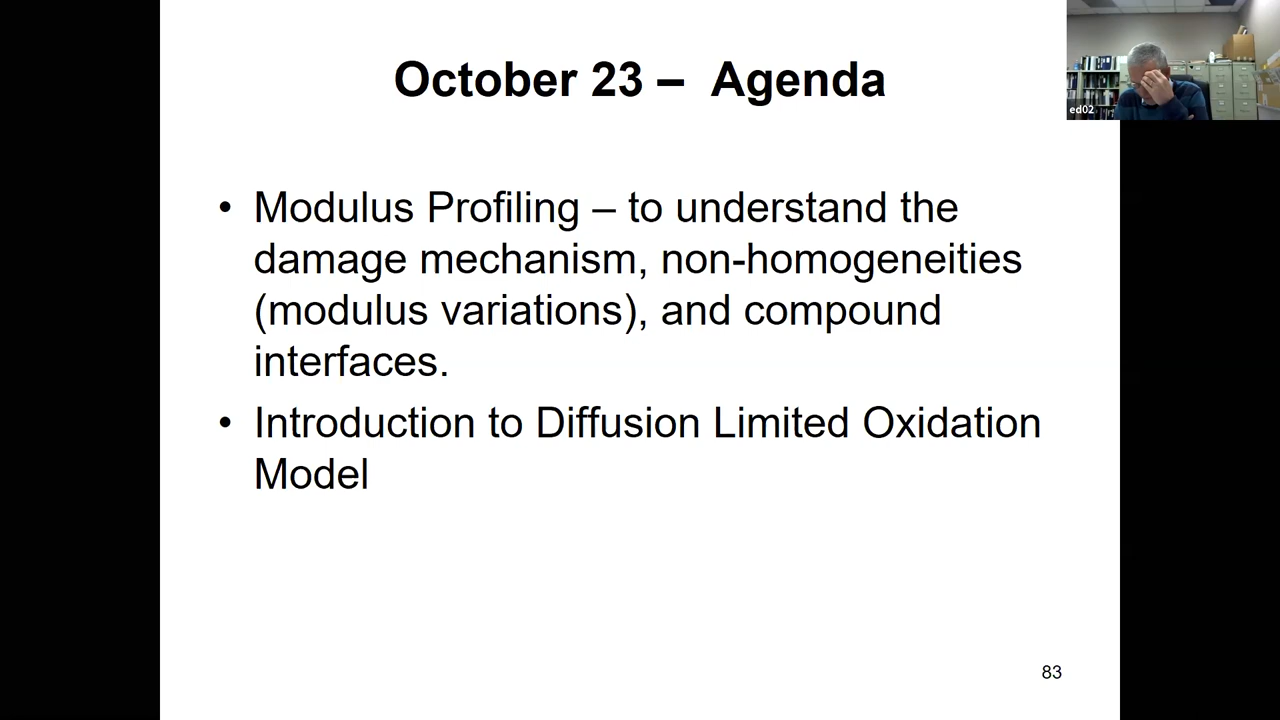 October 23 –  Agenda
ed02
• Modulus Profiling – to understand the
damage mechanism, non-homogeneities
(modulus variations), and compound
interfaces.
• Introduction to Diffusion Limited Oxidation
Model
83